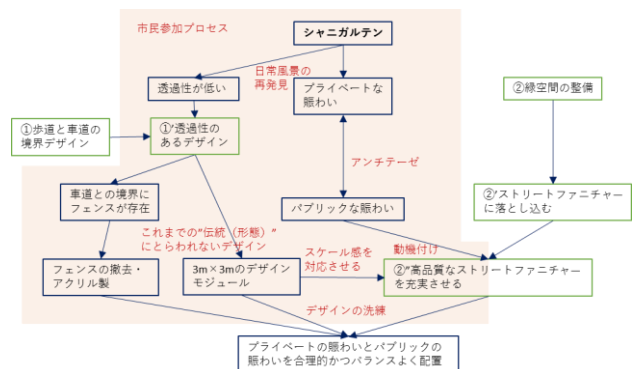 市民参加プロセス
シャニガルテン
日常風景の
再発見
透過性が低い
プライベートな
賑わい
②緑空間の整備
①歩道と車道の
境界デザイン
①’透過性の
あるデザイン
アンチテーゼ
車道との境界に
フェンスが存在
パブリックな賑わい
②’ストリートファニチャー
に落とし込む
これまでの“伝統（形態）”
にとらわれないデザイン
スケール感を
対応させる
動機付け
フェンスの撤去・
アクリル製
3m×3mのデザイン
モジュール
②”高品質なストリートファニチャー
を充実させる
デザインの洗練
プライベートの賑わいとパブリックの
賑わいを合理的かつバランスよく配置